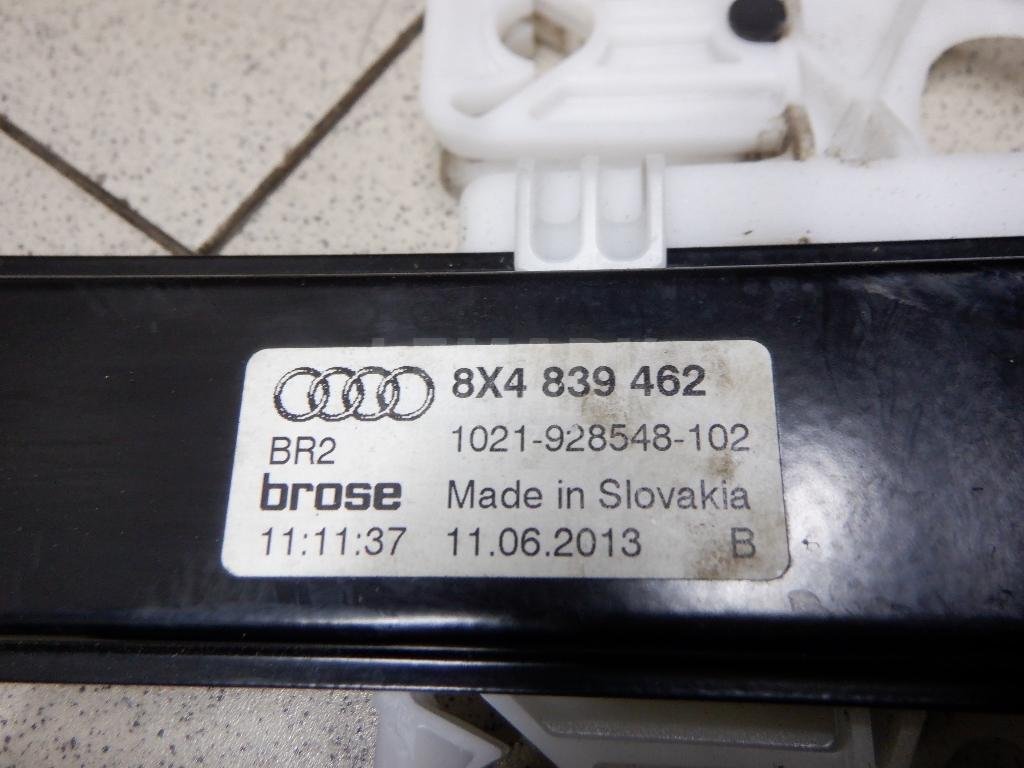 8X4 839 462
BR2 1021-928548-102
brose Made in Slovakia
11:11:37 11.06.2013 B